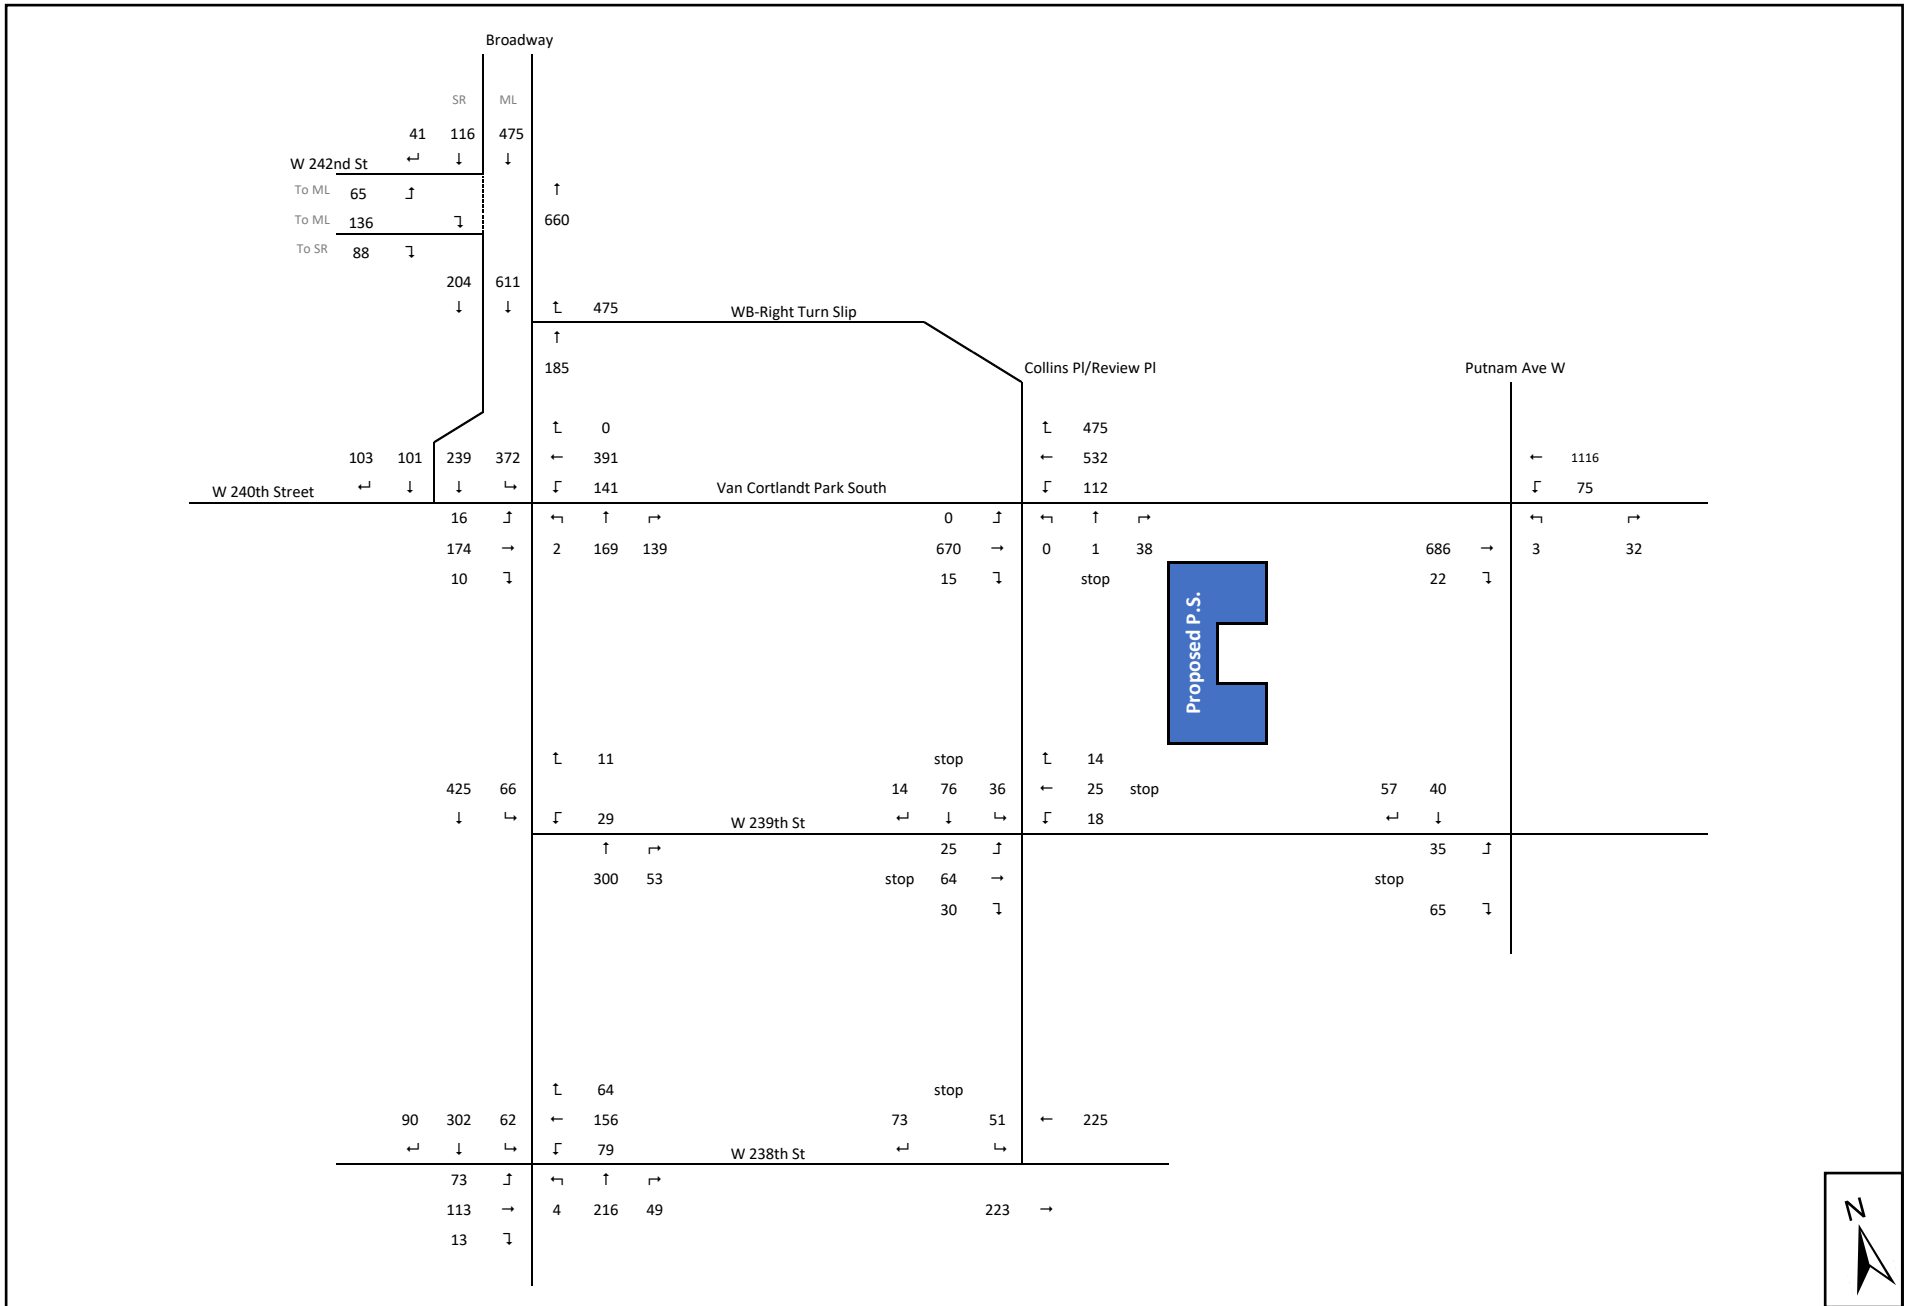 Broadway
SR ML
41 116 475
W 242nd St ↵ ↓ ↓
To ML 65 ↥ ↑
To ML 136 ↴ 660
To SR 88 ↴
204 611
↓ ↓ ↱ 475 WB-Right Turn Slip
↑
185 Collins Pl/Review Pl Putnam Ave W
↱ 0 ↱ 475
103 101 239 372 ← 391 ← 532 ← 1116
W 240th Street ↵ ↓ ↓ ↳ ↲ 141 Van Cortlandt Park South ↲ 112 ↲ 75
16 ↥ ↰ ↑ ↱ 0 ↥ ↰ ↑ ↱ ↰ ↱
174 → 2 169 139 670 → 0 1 38 686 → 3 32
10 ↴ 15 ↴ stop 22 ↴
Proposed P.S.
↱ 11 stop ↱ 14
425 66 14 76 36 ← 25 stop 57 40
↓ ↳ ↲ 29 W 239th St ↵ ↓ ↳ ↲ 18 ↵ ↓
↑ ↱ 25 ↥ 35 ↥
300 53 stop 64 → stop
30 ↴ 65 ↴
↱ 64 stop
90 302 62 ← 156 73 51 ← 225
↵ ↓ ↳ ↲ 79 W 238th St ↵ ↳
73 ↥ ↰ ↑ ↱
113 → 4 216 49 223 →
13 ↴
N